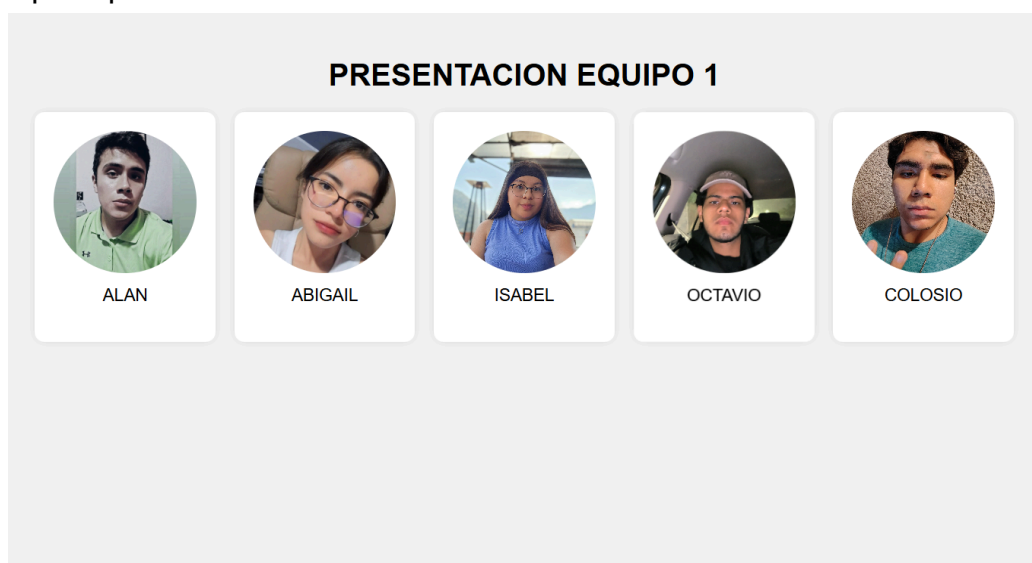 PRESENTACION EQUIPO 1
ALAN
ABIGAIL
ISABEL
OCTAVIO
COLOSIO